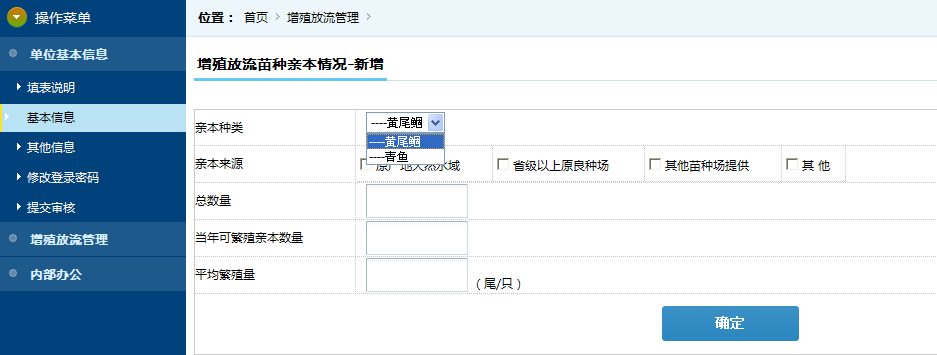 操作菜单
单位基本信息
填表说明
基本信息
其他信息
修改登录密码
提交审核
增殖放流管理
内部办公
位置： 首页 > 增殖放流管理 >
增殖放流苗种亲本情况-新增
亲本种类
----黄尾鲴
----黄尾鲴
----青鱼
亲本来源
原产地天然水域 省级以上原良种场 其他苗种场提供 其 他
总数量
当年可繁殖亲本数量
平均繁殖量
（尾/只）
确定